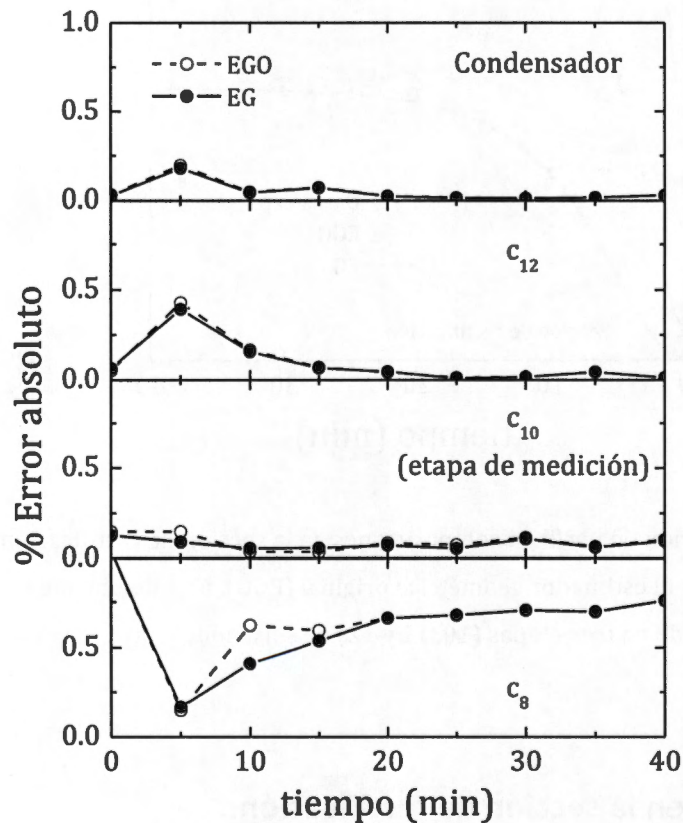 % Error absoluto
1.0
EGO
Condensador
EG
0.5
0.0
C12
0.5
0.0
C10
(etapa de medición)
0.5
0.0
0.5
C8
0.0
0 10 20 30 40
tiempo (min)